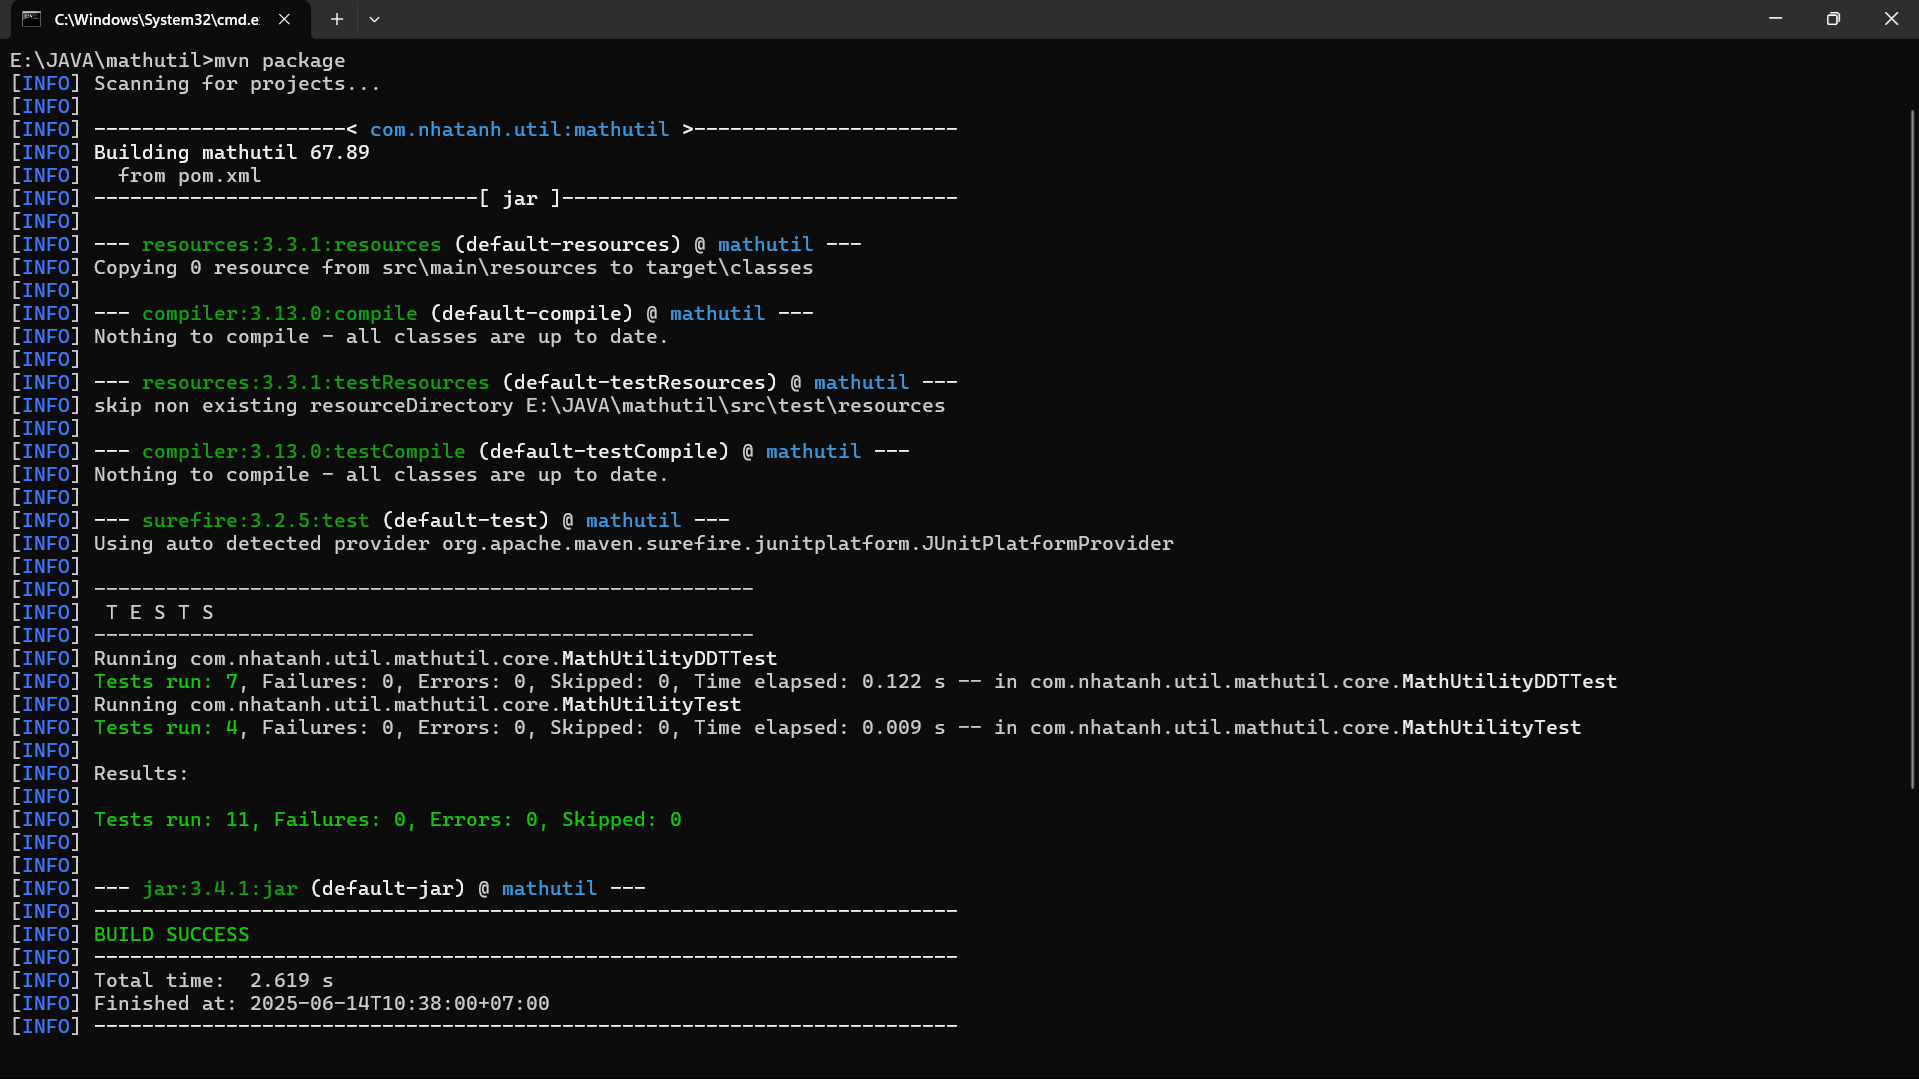 C:\Windows\System32\cmd.e
E:\JAVA\mathutil>mvn package
[INFO] Scanning for projects...
[INFO]
[INFO] ---------------------< com.nhatanh.util:mathutil >----------------------
[INFO] Building mathutil 67.89
[INFO]   from pom.xml
[INFO] --------------------------------[ jar ]---------------------------------
[INFO]
[INFO] --- resources:3.3.1:resources (default-resources) @ mathutil ---
[INFO] Copying 0 resource from src\main\resources to target\classes
[INFO]
[INFO] --- compiler:3.13.0:compile (default-compile) @ mathutil ---
[INFO] Nothing to compile - all classes are up to date.
[INFO]
[INFO] --- resources:3.3.1:testResources (default-testResources) @ mathutil ---
[INFO] skip non existing resourceDirectory E:\JAVA\mathutil\src\test\resources
[INFO]
[INFO] --- compiler:3.13.0:testCompile (default-testCompile) @ mathutil ---
[INFO] Nothing to compile - all classes are up to date.
[INFO]
[INFO] --- surefire:3.2.5:test (default-test) @ mathutil ---
[INFO] Using auto detected provider org.apache.maven.surefire.junitplatform.JUnitPlatformProvider
[INFO]
[INFO] -------------------------------------------------------
[INFO]  T E S T S
[INFO] -------------------------------------------------------
[INFO] Running com.nhatanh.util.mathutil.core.MathUtilityDDTTest
[INFO] Tests run: 7, Failures: 0, Errors: 0, Skipped: 0, Time elapsed: 0.122 s -- in com.nhatanh.util.mathutil.core.MathUtilityDDTTest
[INFO] Running com.nhatanh.util.mathutil.core.MathUtilityTest
[INFO] Tests run: 4, Failures: 0, Errors: 0, Skipped: 0, Time elapsed: 0.009 s -- in com.nhatanh.util.mathutil.core.MathUtilityTest
[INFO]
[INFO] Results:
[INFO]
[INFO] Tests run: 11, Failures: 0, Errors: 0, Skipped: 0
[INFO]
[INFO]
[INFO] --- jar:3.4.1:jar (default-jar) @ mathutil ---
[INFO] ------------------------------------------------------------------------
[INFO] BUILD SUCCESS
[INFO] ------------------------------------------------------------------------
[INFO] Total time:  2.619 s
[INFO] Finished at: 2025-06-14T10:38:00+07:00
[INFO] ------------------------------------------------------------------------